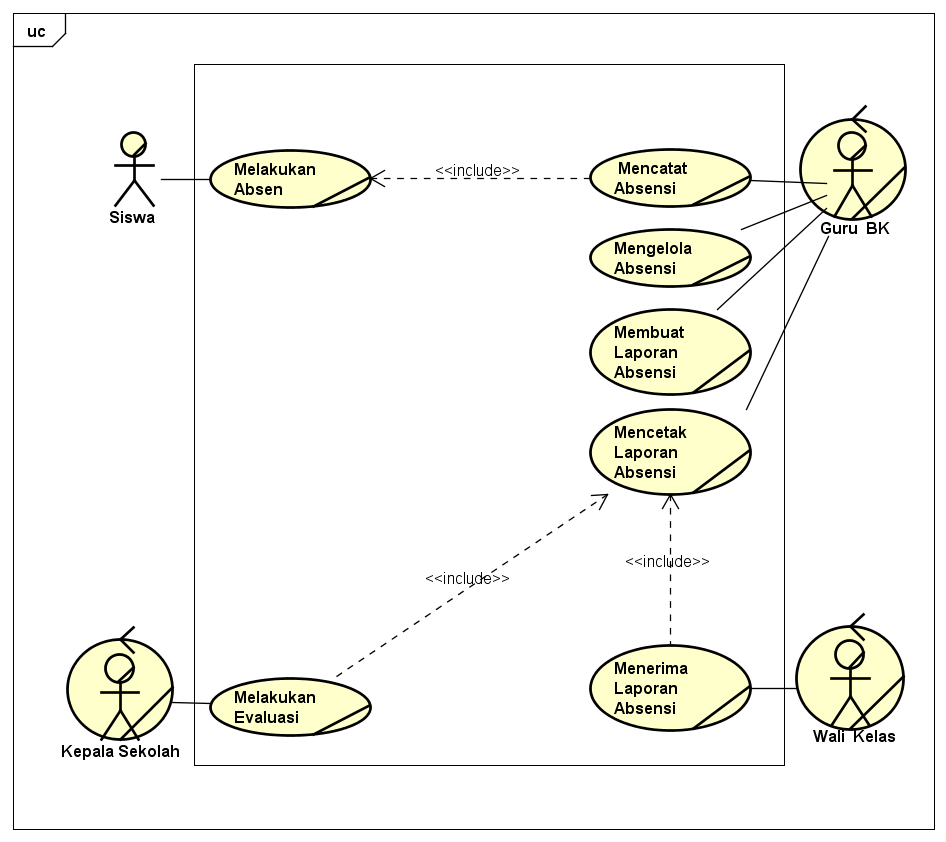 uc
Melakukan
Absen
<<include>>
Mencatat
Absensi
Siswa
Guru BK
Mengelola
Absensi
Membuat
Laporan
Absensi
Mencetak
Laporan
Absensi
<<include>>
<<include>>
Kepala Sekolah
Melakukan
Evaluasi
Menerima
Laporan
Absensi
Wali Kelas